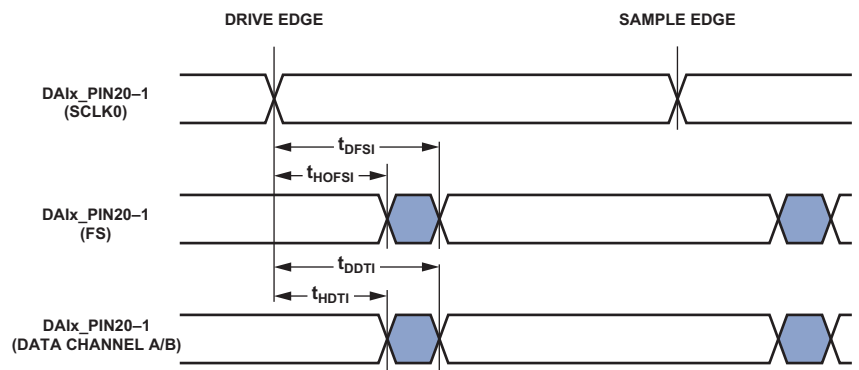 DRIVE EDGE
SAMPLE EDGE
DAIx_PIN20–1
(SCLK0)
tDFSI
tHOFSI
DAIx_PIN20–1
(FS)
tDDTI
tHDTI
DAIx_PIN20–1
(DATA CHANNEL A/B)